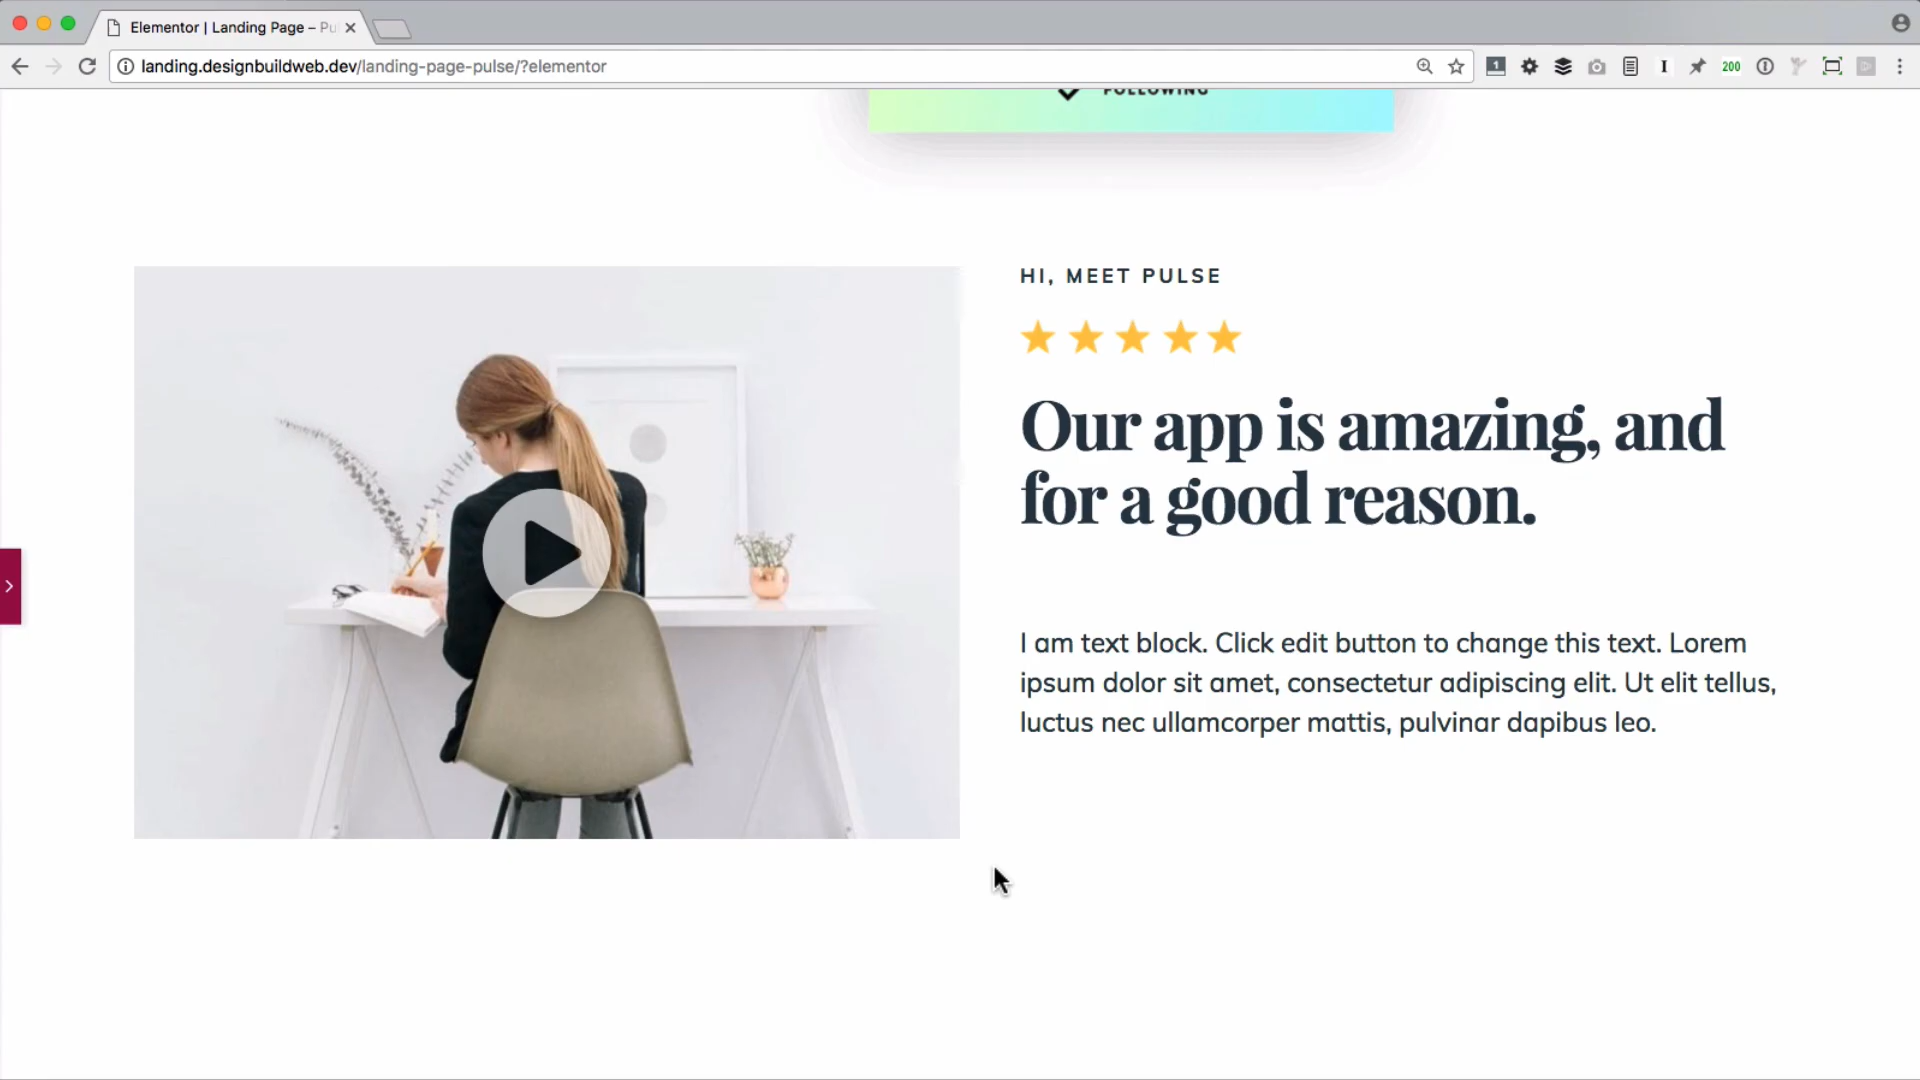 Elementor | Landing Page – Pu
landing.designbuildweb.dev/landing-page-pulse/?elementor
1
I
200
FOLLOWING
HI, MEET PULSE
Our app is amazing, and
for a good reason.
I am text block. Click edit button to change this text. Lorem
ipsum dolor sit amet, consectetur adipiscing elit. Ut elit tellus,
luctus nec ullamcorper mattis, pulvinar dapibus leo.